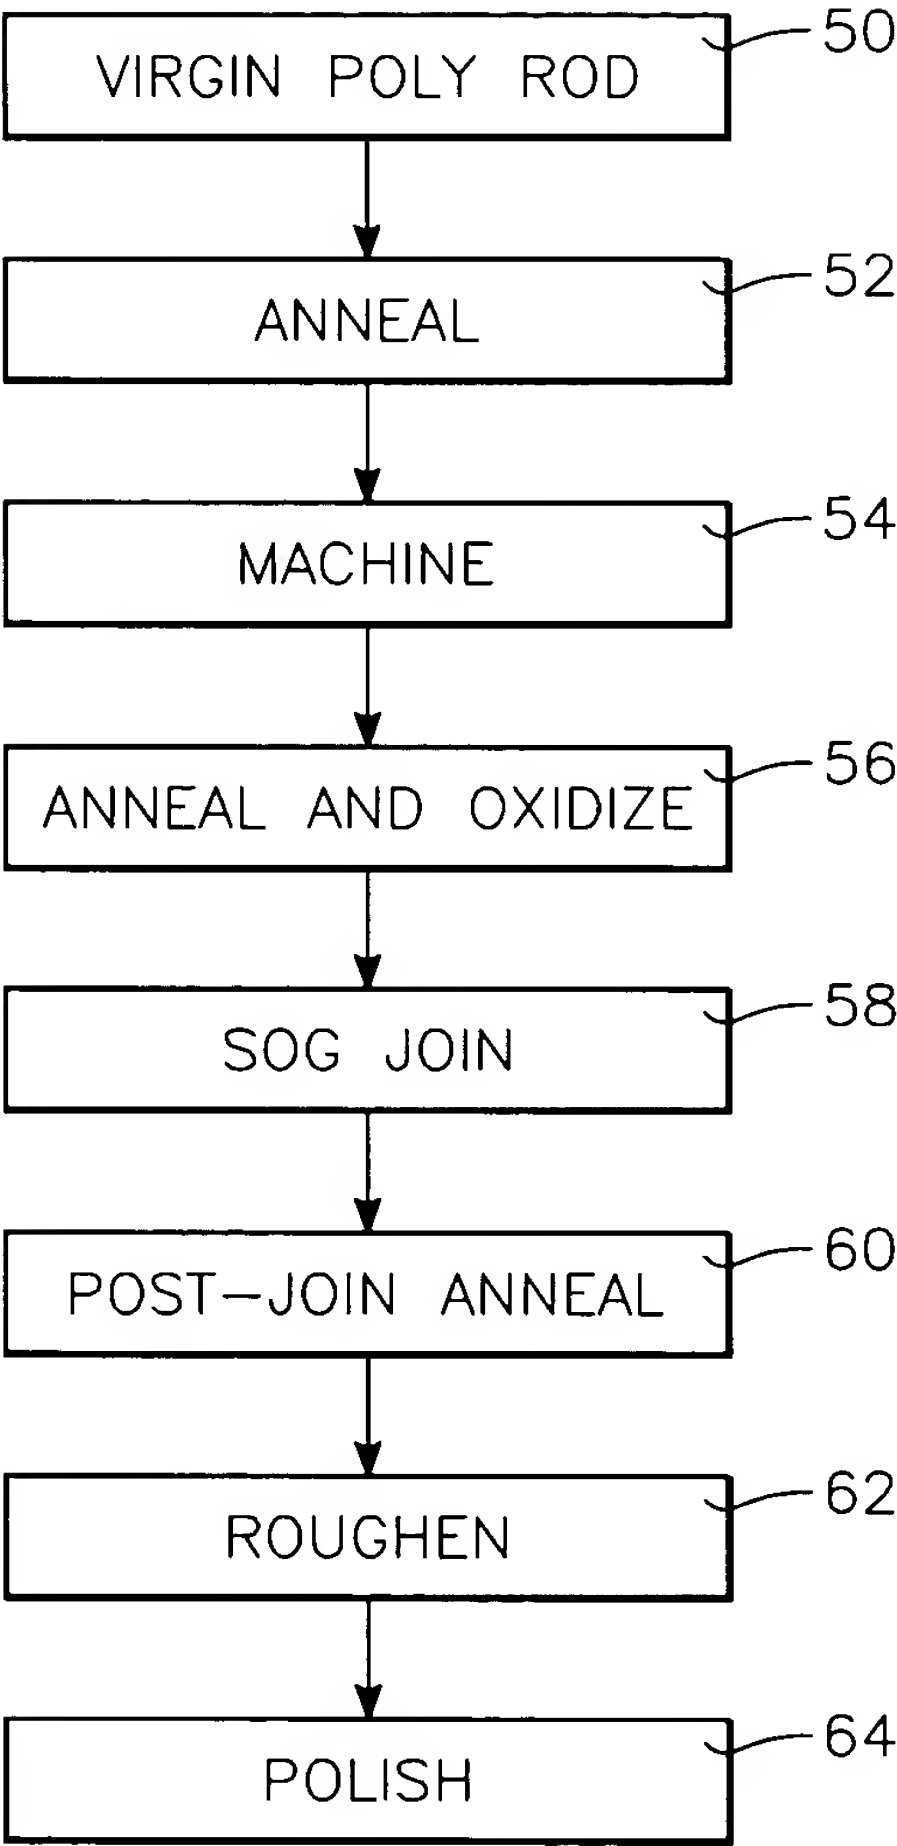 50
VIRGIN POLY ROD
52
ANNEAL
54
MACHINE
56
ANNEAL AND OXIDIZE
58
SOG JOIN
60
POST-JOIN ANNEAL
62
ROUGHEN
64
POLISH